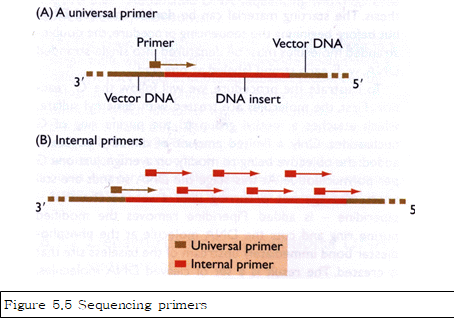 (A) A universal primer
Primer
Vector DNA
3′
5′
Vector DNA
DNA insert
(B) Internal primers
3′
5
Universal primer
Internal primer
Figure 5.5 Sequencing primers